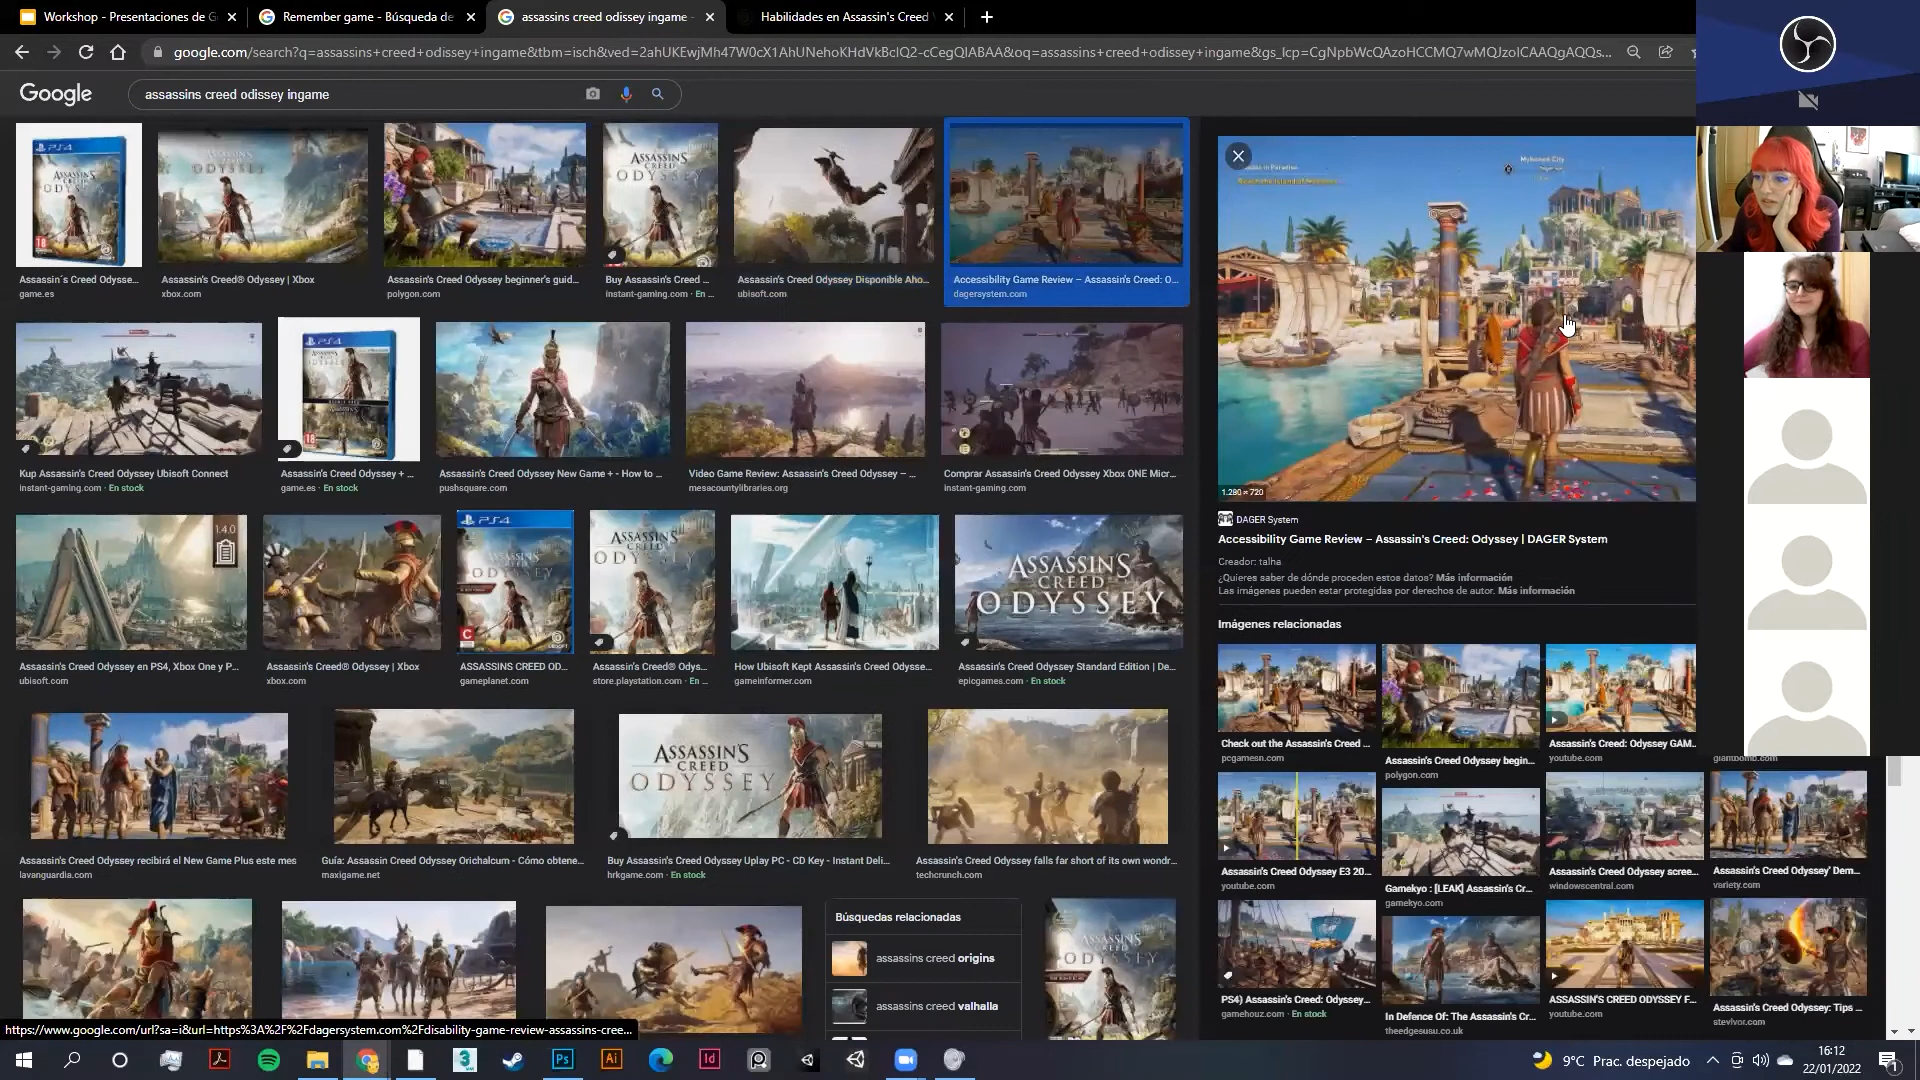 Workshop - Presentaciones de G
Remember game - Búsqueda de
assassins creed odissey ingame -
Habilidades en Assassin's Creed V
google.com/search?q=assassins+creed+odissey+ingame&tbm=isch&ved=2ahUKEwjMh47W0cX1AhUNehoKHdVkBcIQ2-cCegQIABAA&oq=assassins+creed+odissey+ingame&gs_lcp=CgNpbWcQAzoHCCMQ7wMQJzoICAAQgAQQs...
Google
assassins creed odissey ingame
Assassin´s Creed Odysse...
game.es
Assassin's Creed® Odyssey | Xbox
xbox.com
Assassin's Creed Odyssey beginner's guid...
polygon.com
Buy Assassin's Creed ...
instant-gaming.com · En ...
Assassin's Creed Odyssey Disponible Aho...
ubisoft.com
Accessibility Game Review – Assassin's Creed: O...
dagersystem.com
Kup Assassin's Creed Odyssey Ubisoft Connect
instant-gaming.com · En stock
Assassin's Creed Odyssey + ...
game.es · En stock
Assassin's Creed Odyssey New Game + - How to ...
pushsquare.com
Video Game Review: Assassin's Creed Odyssey – ...
mesacountylibraries.org
Comprar Assassin's Creed Odyssey Xbox ONE Micr...
instant-gaming.com
1.4.0
PS4
ASSASSIN'S
CREED
ODYSSEY
Assassin's Creed Odyssey en PS4, Xbox One y P...
ubisoft.com
Assassin's Creed® Odyssey | Xbox
xbox.com
ASSASSINS CREED OD...
gameplanet.com
Assassin's Creed® Odys...
store.playstation.com · En ...
How Ubisoft Kept Assassin's Creed Odysse...
gameinformer.com
Assassin's Creed Odyssey Standard Edition | De...
epicgames.com · En stock
ASSASSIN'S
CREED
ODYSSEY
Assassin's Creed Odyssey recibirá el New Game Plus este mes
lavanguardia.com
Guía: Assassin Creed Odyssey Orichalcum - Cómo obtene...
maxigame.net
Buy Assassin's Creed Odyssey Uplay PC - CD Key - Instant Deli...
hrkgame.com · En stock
Assassin's Creed Odyssey falls far short of its own wondr...
techcrunch.com
Búsquedas relacionadas
assassins creed origins
assassins creed valhalla
https://www.google.com/url?sa=i&url=https%3A%2F%2Fdagersystem.com%2Fdisability-game-review-assassins-cree...
Mykonos City
1.280 × 720
DAGER System
Accessibility Game Review – Assassin's Creed: Odyssey | DAGER System
Creador: talha
¿Quieres saber de dónde proceden estos datos? Más información
Las imágenes pueden estar protegidas por derechos de autor. Más información
Imágenes relacionadas
Check out the Assassin's Creed ...
pcgamesn.com
Assassin's Creed Odyssey begin...
polygon.com
Assassin's Creed: Odyssey GAM...
youtube.com
giantbomb.com
Assassin's Creed Odyssey E3 20...
youtube.com
Gamekyo : [LEAK] Assassin's Cr...
gamekyo.com
Assassin's Creed Odyssey scree...
windowscentral.com
Assassin's Creed Odyssey' Dem...
variety.com
PS4) Assassin's Creed: Odyssey...
gamehouz.com · En stock
In Defence Of: The Assassin's Cr...
theedgesusu.co.uk
ASSASSIN'S CREED ODYSSEY F...
youtube.com
Assassin's Creed Odyssey: Tips ...
stevivor.com
9°C Prac. despejado
16:12
22/01/2022